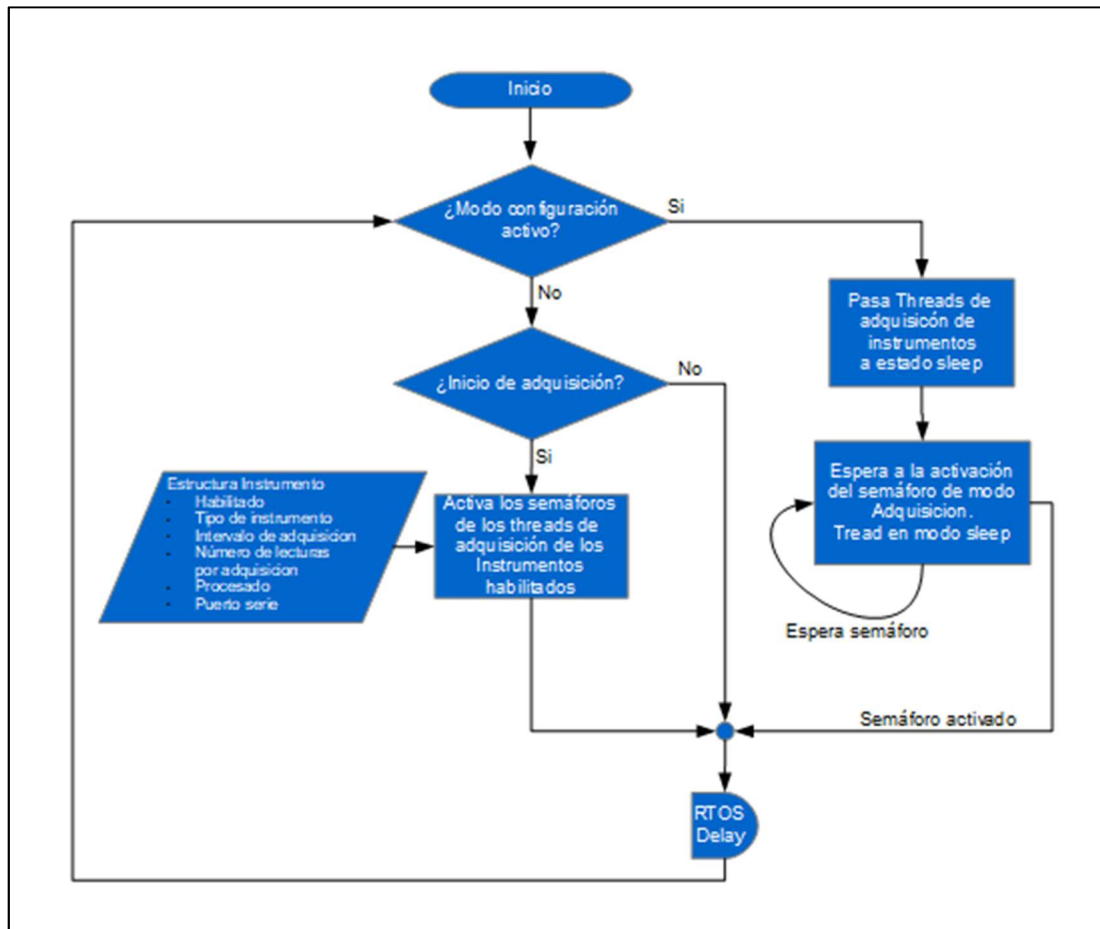 Inicio
¿Modo configuración
activo?
Si
No
Pasa Threads de
adquisicón de
instrumentos
a estado sleep
¿Inicio de adquisición?
No
Si
Espera a la activación
del semáforo de modo
Adquisicion.
Tread en modo sleep
Espera semáforo
Semáforo activado
Estructura Instrumento
- Habilitado
- Tipo de instrumento
- Intervalo de adquisicion
- Número de lecturas
por adquisicion
- Procesado
- Puerto serie
Activa los semáforos
de los threads de
adquisición de los
Instrumentos
habilitados
RTOS
Delay